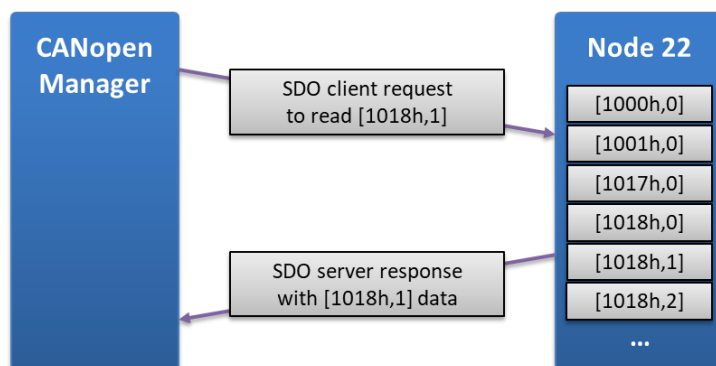 CANopen
Manager
SDO client request
to read [1018h,1]
SDO server response
with [1018h,1] data
Node 22
[1000h,0]
[1001h,0]
[1017h,0]
[1018h,0]
[1018h,1]
[1018h,2]
...